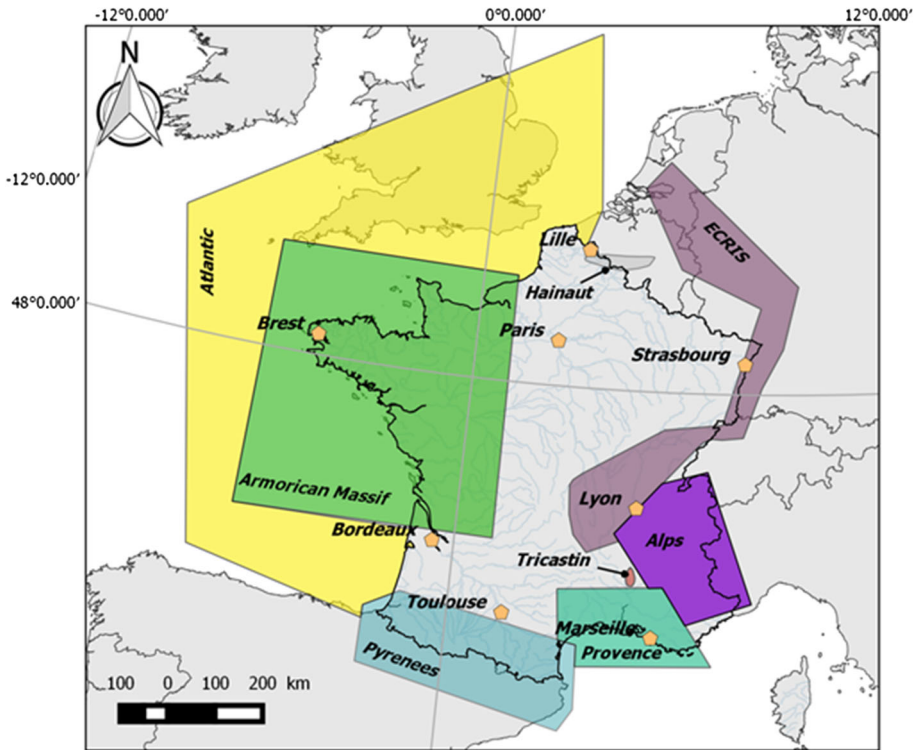 -12°0.000′ 0°0.000′ 12°0.000′
N
-12°0.000′
Atlantic
ECRIS
Lille
Hainaut
48°0.000′
Brest
Paris
Strasbourg
Armorican Massif
Lyon
Bordeaux
Alps
Tricastin
Toulouse
Marseille
Provence
Pyrenees
100 0 100 200 km